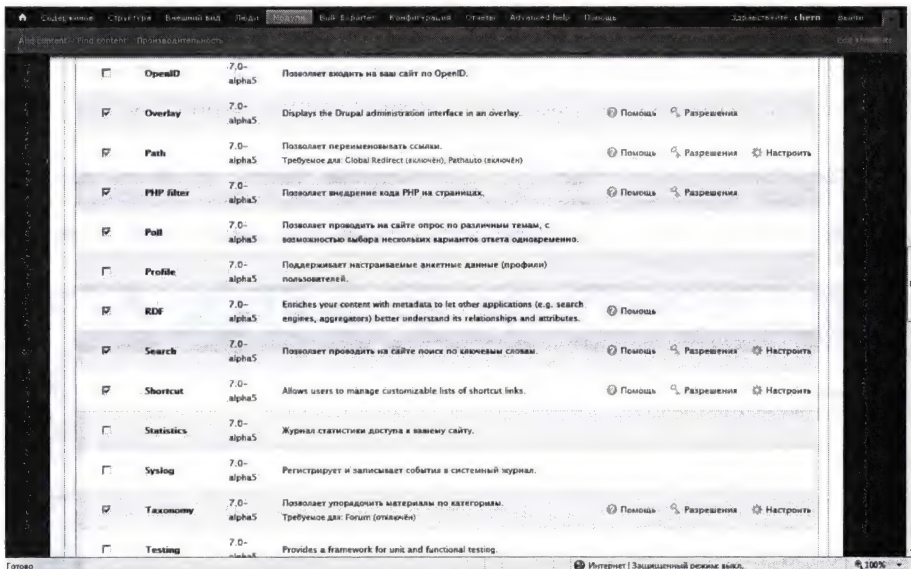 Содержимое Структура Внешний вид Люди Модули Bulk Exporter Конфигурация Отчеты Advanced help Помощь Здравствуйте, chern Выйти
Add content Find content Производительность
OpenID 7.0-alpha5 Позволяет входить на ваш сайт по OpenID.
Overlay 7.0-alpha5 Displays the Drupal administration interface in an overlay. Помощь Разрешения
Path 7.0-alpha5 Позволяет переименовывать ссылки. Помощь Разрешения Настроить
Требуемое для: Global Redirect (включён), Pathauto (включён)
PHP filter 7.0-alpha5 Позволяет внедрение кода PHP на страницах. Помощь Разрешения
Poll 7.0-alpha5 Позволяет проводить на сайте опрос по различным темам, с
возможностью выбора нескольких вариантов ответа одновременно.
Profile 7.0-alpha5 Поддерживает настраиваемые анкетные данные (профили)
пользователей.
RDF 7.0-alpha5 Enriches your content with metadata to let other applications (e.g. search
engines, aggregators) better understand its relationships and attributes. Помощь
Search 7.0-alpha5 Позволяет проводить на сайте поиск по ключевым словам. Помощь Разрешения Настроить
Shortcut 7.0-alpha5 Allows users to manage customizable lists of shortcut links. Помощь Разрешения Настроить
Statistics 7.0-alpha5 Журнал статистики доступа к вашему сайту.
Syslog 7.0-alpha5 Регистрирует и записывает события в системный журнал.
Taxonomy 7.0-alpha5 Позволяет упорядочить материалы по категориям. Помощь Разрешения Настроить
Требуемое для: Forum (отключён)
Testing 7.0-alpha5 Provides a framework for unit and functional testing.
Готово Интернет | Защищенный режим: выкл. 100%